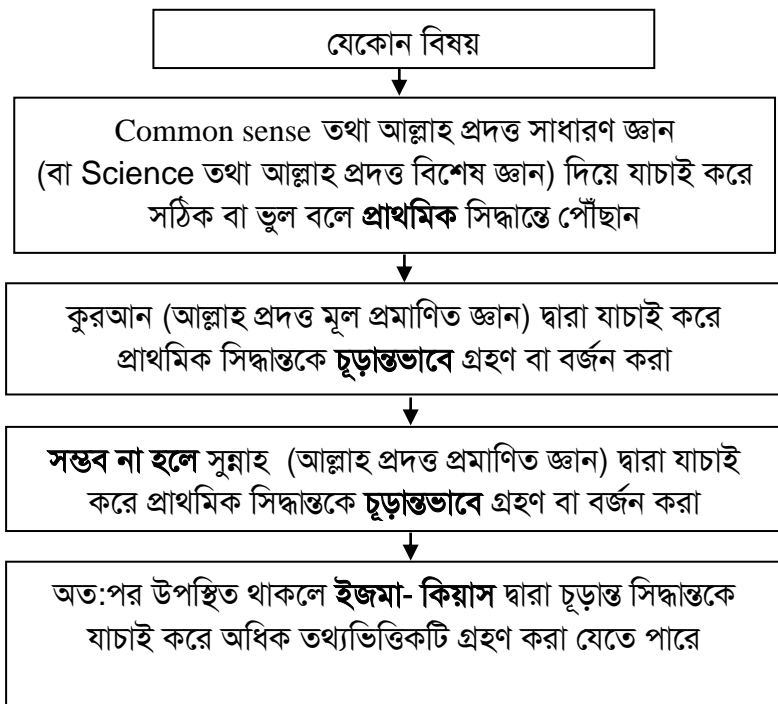 যেকোন বিষয়
Common sense তথা আল্লাহ প্রদত্ত সাধারণ জ্ঞান
(বা Science তথা আল্লাহ প্রদত্ত বিশেষ জ্ঞান) দিয়ে যাচাই করে
সঠিক বা ভুল বলে প্রাথমিক সিদ্ধান্তে পৌঁছান
কুরআন (আল্লাহ প্রদত্ত মূল প্রমাণিত জ্ঞান) দ্বারা যাচাই করে
প্রাথমিক সিদ্ধান্তকে চূড়ান্তভাবে গ্রহণ বা বর্জন করা
সম্ভব না হলে সুন্নাহ (আল্লাহ প্রদত্ত প্রমাণিত জ্ঞান) দ্বারা যাচাই
করে প্রাথমিক সিদ্ধান্তকে চূড়ান্তভাবে গ্রহণ বা বর্জন করা
অত:পর উপস্থিত থাকলে ইজমা- কিয়াস দ্বারা চূড়ান্ত সিদ্ধান্তকে
যাচাই করে অধিক তথ্যভিত্তিকটি গ্রহণ করা যেতে পারে